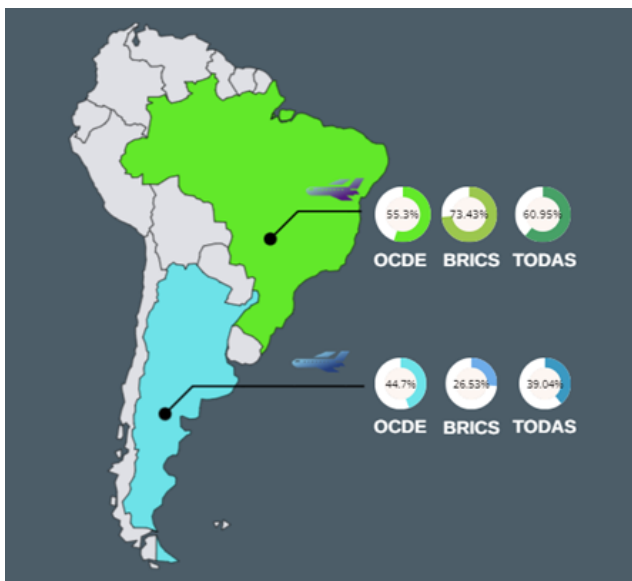 55.3% 73.43% 60.95%
OCDE BRICS TODAS
44.7% 26.53% 39.04%
OCDE BRICS TODAS